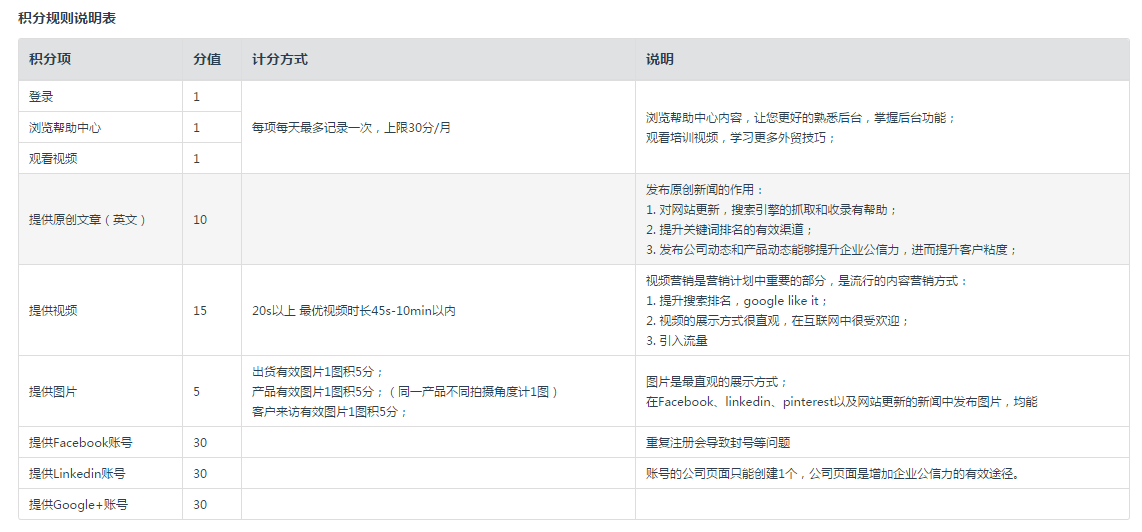 积分规则说明表
积分项 分值 计分方式 说明
登录 1
浏览帮助中心 1
观看视频 1
每项每天最多记录一次，上限30分/月
浏览帮助中心内容，让您更好的熟悉后台，掌握后台功能；
观看培训视频，学习更多外贸技巧；
提供原创文章（英文） 10
发布原创新闻的作用：
1. 对网站更新，搜索引擎的抓取和收录有帮助；
2. 提升关键词排名的有效渠道；
3. 发布公司动态和产品动态能够提升企业公信力，进而提升客户粘度；
提供视频 15 20s以上 最优视频时长45s-10min以内
视频营销是营销计划中重要的部分，是流行的内容营销方式：
1. 提升搜索排名，google like it；
2. 视频的展示方式很直观，在互联网中很受欢迎；
3. 引入流量
提供图片 5
出货有效图片1图积5分；
产品有效图片1图积5分；（同一产品不同拍摄角度计1图）
客户来访有效图片1图积5分；
图片是最直观的展示方式；
在Facebook、linkedin、pinterest以及网站更新的新闻中发布图片，均能
提供Facebook账号 30 重复注册会导致封号等问题
提供Linkedin账号 30 账号的公司页面只能创建1个，公司页面是增加企业公信力的有效途径。
提供Google+账号 30